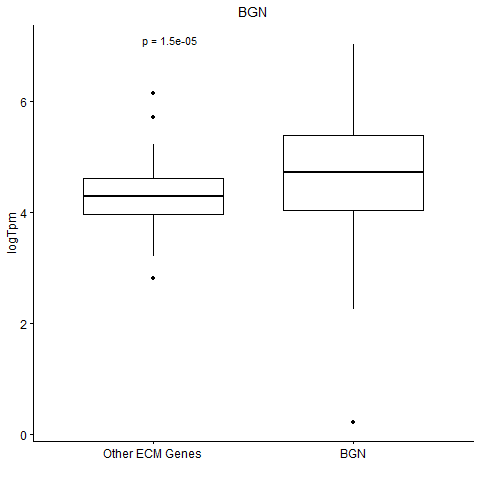 BGN
p = 1.5e-05
logTpm
6
4
2
0
Other ECM Genes
BGN